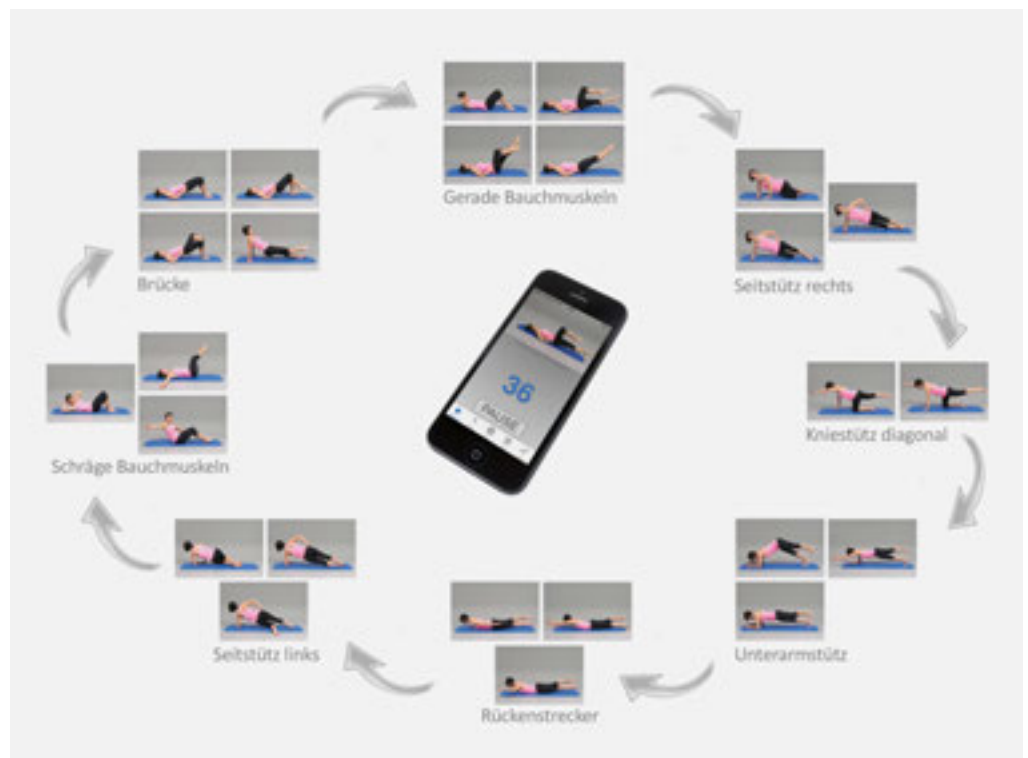 Gerade Bauchmuskeln
Seitstütz rechts
Kniestütz diagonal
Unterarmstütz
Rückenstrecker
Seitstütz links
Schräge Bauchmuskeln
Brücke
36
PAUSE